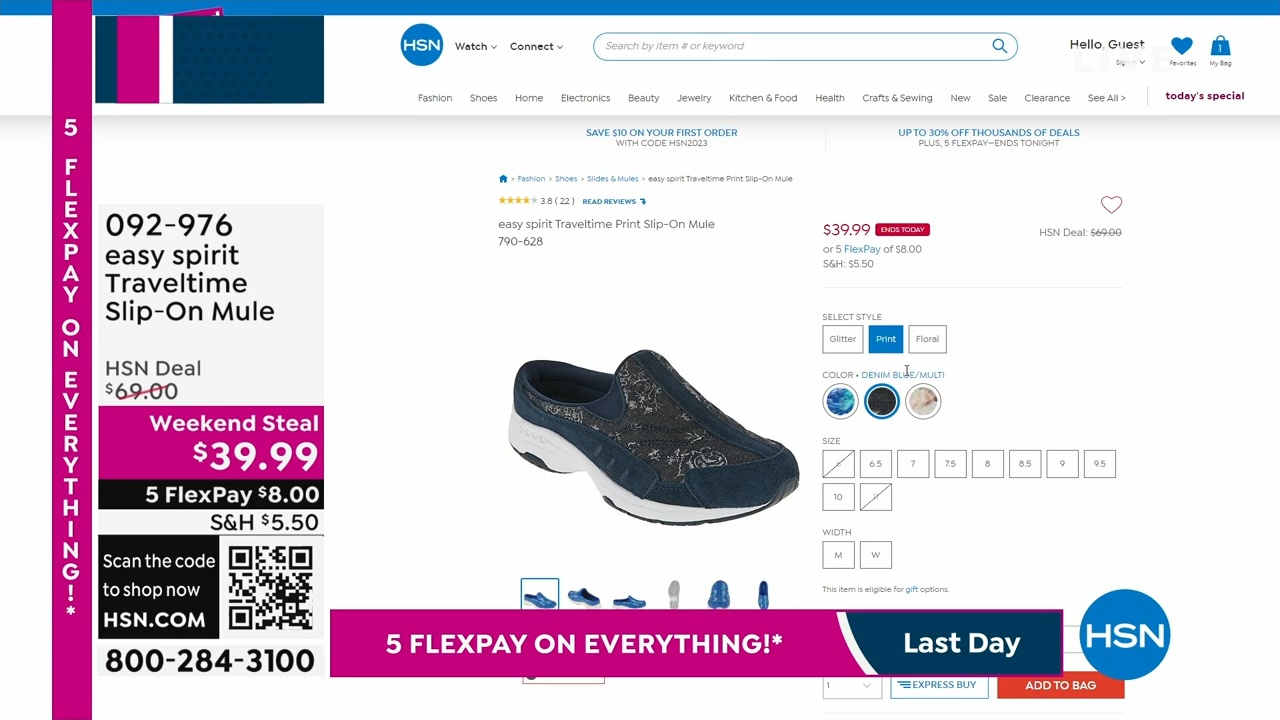 5 FLEXPAY ON EVERYTHING!*
092-976
easy spirit
Traveltime
Slip-On Mule
HSN Deal
$69.00
Weekend Steal
$39.99
5 FlexPay $8.00
S&H $5.50
Scan the code
to shop now
HSN.COM
800-284-3100
HSN
Watch
Connect
Search by item # or keyword
Hello, Guest
Favorites
1
My Bag
Fashion
Shoes
Home
Electronics
Beauty
Jewelry
Kitchen & Food
Health
Crafts & Sewing
New
Sale
Clearance
See All >
today's special
SAVE $10 ON YOUR FIRST ORDER
WITH CODE HSN2023
UP TO 30% OFF THOUSANDS OF DEALS
PLUS, 5 FLEXPAY—ENDS TONIGHT
> Fashion > Shoes > Slides & Mules > easy spirit Traveltime Print Slip-On Mule
3.8 ( 22 ) READ REVIEWS
easy spirit Traveltime Print Slip-On Mule
790-628
$39.99 ENDS TODAY
HSN Deal: $69.00
or 5 FlexPay of $8.00
S&H: $5.50
SELECT STYLE
Glitter
Print
Floral
COLOR • DENIM BLUE/MULTI
SIZE
6.5
7
7.5
8
8.5
9
9.5
10
WIDTH
M
W
This item is eligible for gift options.
5 FLEXPAY ON EVERYTHING!*
Last Day
HSN
1
EXPRESS BUY
ADD TO BAG